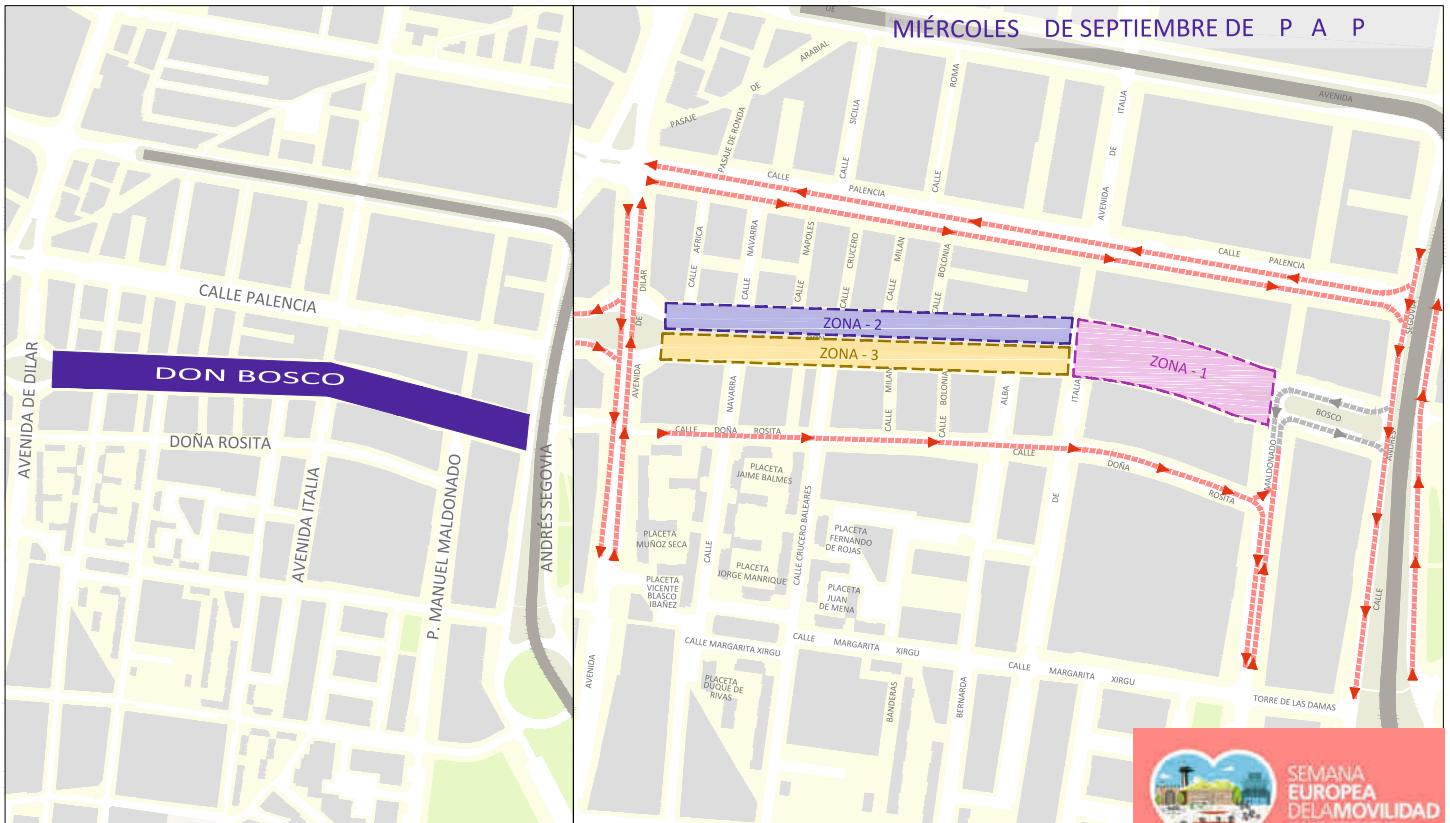 CALLE PALENCIA
AVENIDA DE DILAR
DON BOSCO
DOÑA ROSITA
AVENIDA ITALIA
P. MANUEL MALDONADO
ANDRÉS SEGOVIA
MIÉRCOLES DE SEPTIEMBRE DE P A P
DE
AVENIDA
PASAJE DE ARABIAL
PASAJE DE RONDA
CALLE SICILIA
CALLE ROMA
AVENIDA DE ITALIA
CALLE PALENCIA
CALLE PALENCIA
CALLE AFRICA
CALLE NAVARRA
CALLE NAPOLES
CALLE CRUCERO
CALLE MILAN
CALLE BOLONIA
AVENIDA DE DILAR
ZONA - 2
ZONA - 3
ZONA - 1
BOSCO
NAVARRA
CALLE MILAN
CALLE BOLONIA
ALBA
ITALIA
DE
MALDONADO
CALLE ANDRÉS SEGOVIA
CALLE DOÑA ROSITA
CALLE DOÑA ROSITA
PLACETA
JAIME BALMES
PLACETA
MUÑOZ SECA
CALLE
PLACETA
JORGE MANRIQUE
CALLE CRUCERO BALEARES
PLACETA
FERNANDO
DE ROJAS
PLACETA
VICENTE
BLASCO
IBAÑEZ
PLACETA
JUAN
DE MENA
CALLE MARGARITA XIRGU
CALLE MARGARITA XIRGU
CALLE MARGARITA XIRGU
AVENIDA
PLACETA
DUQUE DE
RIVAS
BANDERAS
BERNARDA
TORRE DE LAS DAMAS
SEMANA
EUROPEA
DELAMOVILIDAD